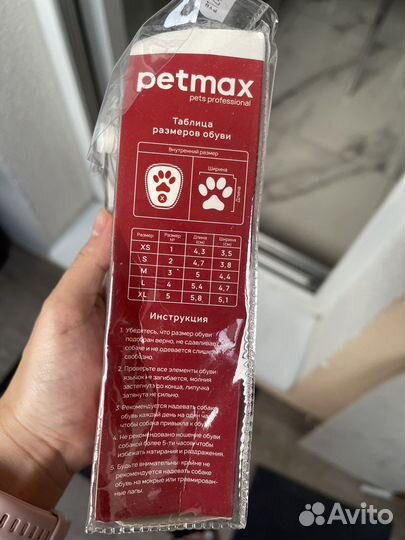 petmax
pets professional
Таблица
размеров обуви
Внутренний размер
Ширина
Длина
X
Размер Размер № Длина (см) Ширина (см)
XS 1 4,3 3,5
S 2 4,7 3,8
M 3 5 4,4
L 4 5,4 4,7
XL 5 5,8 5,1
Инструкция
1. Убедитесь, что размер обуви
подобран верно, не сдавливает
собаке и не одевается слишком
свободно.
2. Проверьте все элементы обуви
язычок не загибается, молния
застегнута до конца, липучка
затянута не сильно.
3. Рекомендуется надевать собаке
обувь каждый день на один час
чтобы собака привыкла к обуви.
4. Не рекомендовано ношение обуви
собакой более 5-ти часов чтобы
избежать натирания и раздражения.
5. Будьте внимательны крайне не
рекомендуется надевать собаке
обувь на мокрые или травмирован-
ные лапы.
Avito